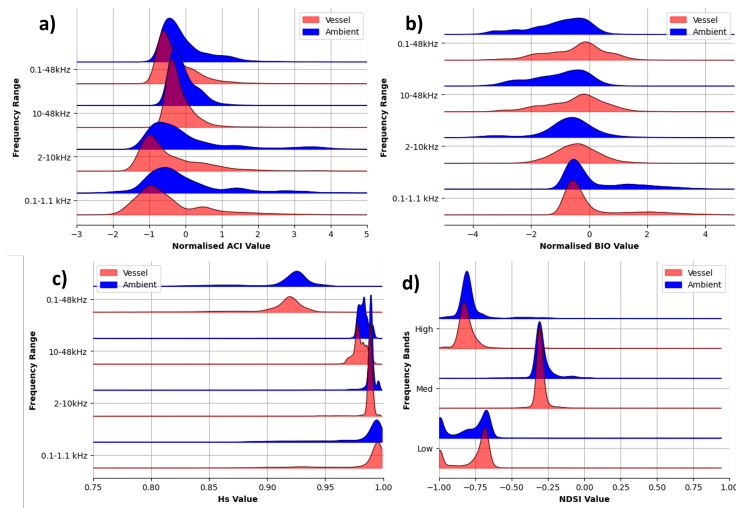 a)
Vessel
Ambient
Frequency Range
0.1-48kHz
10-48kHz
2-10kHz
0.1-1.1 kHz
−3 −2 −1 0 1 2 3 4 5
Normalised ACI Value
b)
Vessel
Ambient
Frequency Range
0.1-48kHz
10-48kHz
2-10kHz
0.1-1.1 kHz
−4 −2 0 2 4
Normalised BIO Value
c)
Vessel
Ambient
Frequency Range
0.1-48kHz
10-48kHz
2-10kHz
0.1-1.1 kHz
0.75 0.80 0.85 0.90 0.95 1.00
Hs Value
d)
Vessel
Ambient
Frequency Bands
High
Med
Low
−1.00 −0.75 −0.50 −0.25 0.00 0.25 0.50 0.75 1.00
NDSI Value